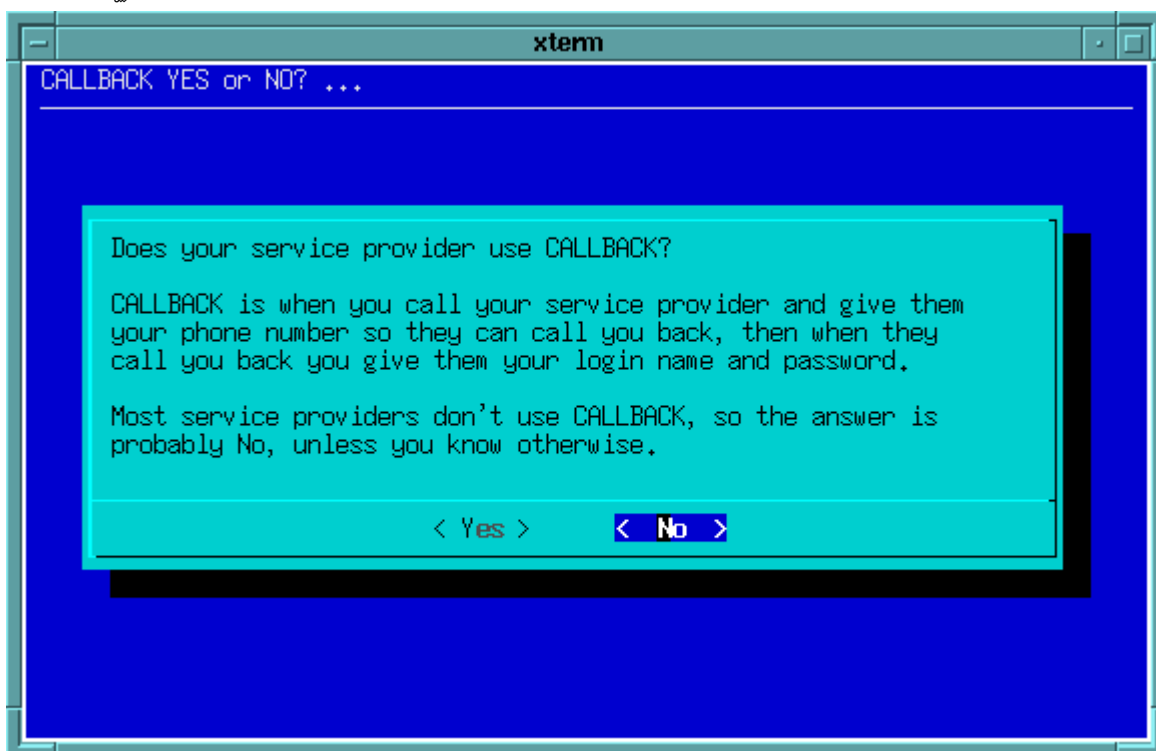 xterm
CALLBACK YES or NO? ...
Does your service provider use CALLBACK?
CALLBACK is when you call your service provider and give them
your phone number so they can call you back, then when they
call you back you give them your login name and password.
Most service providers don't use CALLBACK, so the answer is
probably No, unless you know otherwise.
< Yes > < No >